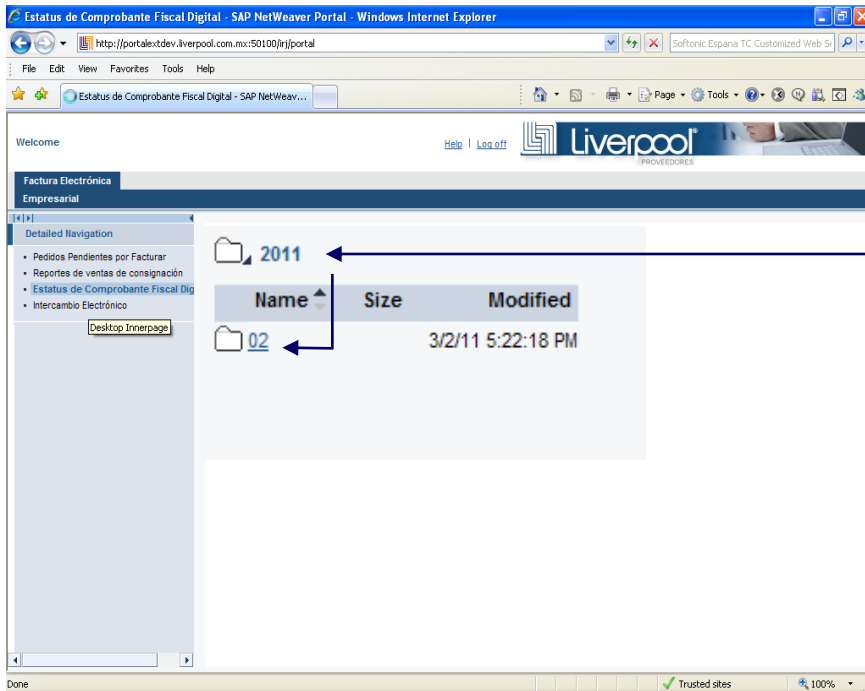 Estatus de Comprobante Fiscal Digital - SAP NetWeaver Portal - Windows Internet Explorer
http://portalextdev.liverpool.com.mx:50100/irj/portal
Softonic Espana TC Customized Web Se
File Edit View Favorites Tools Help
Estatus de Comprobante Fiscal Digital - SAP NetWeav...
Page Tools
Welcome
Help | Log off
Liverpool
PROVEEDORES
Factura Electrónica
Empresarial
Detailed Navigation
Pedidos Pendientes por Facturar
Reportes de ventas de consignación
Estatus de Comprobante Fiscal Dig
Intercambio Electrónico
Desktop Innerpage
2011
Name Size Modified
02 3/2/11 5:22:18 PM
Done
Trusted sites
100%